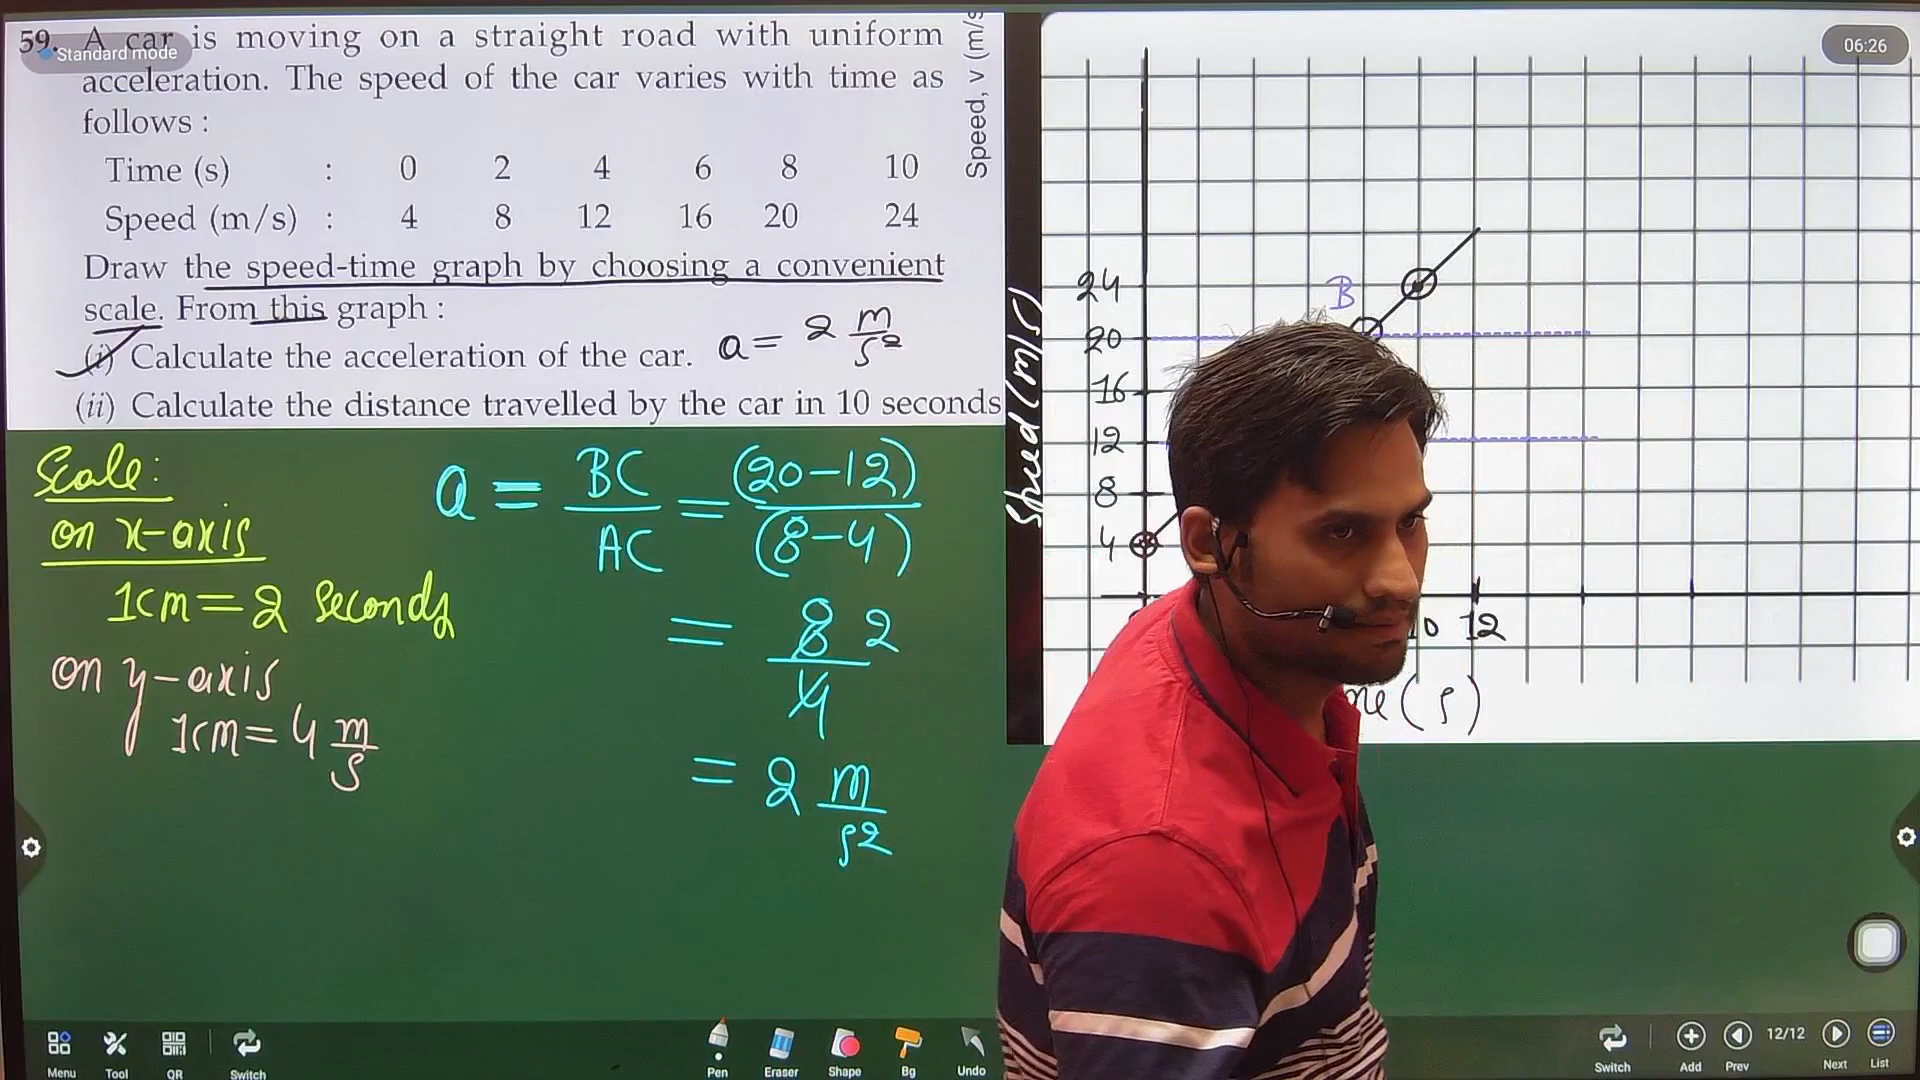 59. A car is moving on a straight road with uniform
Standard mode
acceleration. The speed of the car varies with time as
follows :
Time (s) : 0 2 4 6 8 10
Speed (m/s) : 4 8 12 16 20 24
Draw the speed-time graph by choosing a convenient
scale. From this graph :
(i) Calculate the acceleration of the car. a = 2 m/s²
(ii) Calculate the distance travelled by the car in 10 seconds
Scale:
on x-axis
1cm = 2 seconds
on y-axis
1cm = 4 m/s
a = BC/AC = (20-12)/(8-4)
= 8/4 2
= 2 m/s²
Speed, v (m/s
Speed (m/s)
06:26
24
20
16
12
8
4
B
12
(s)
Menu Tool QR Switch Pen Eraser Shape Bg Undo Switch Add Prev 12/12 Next List